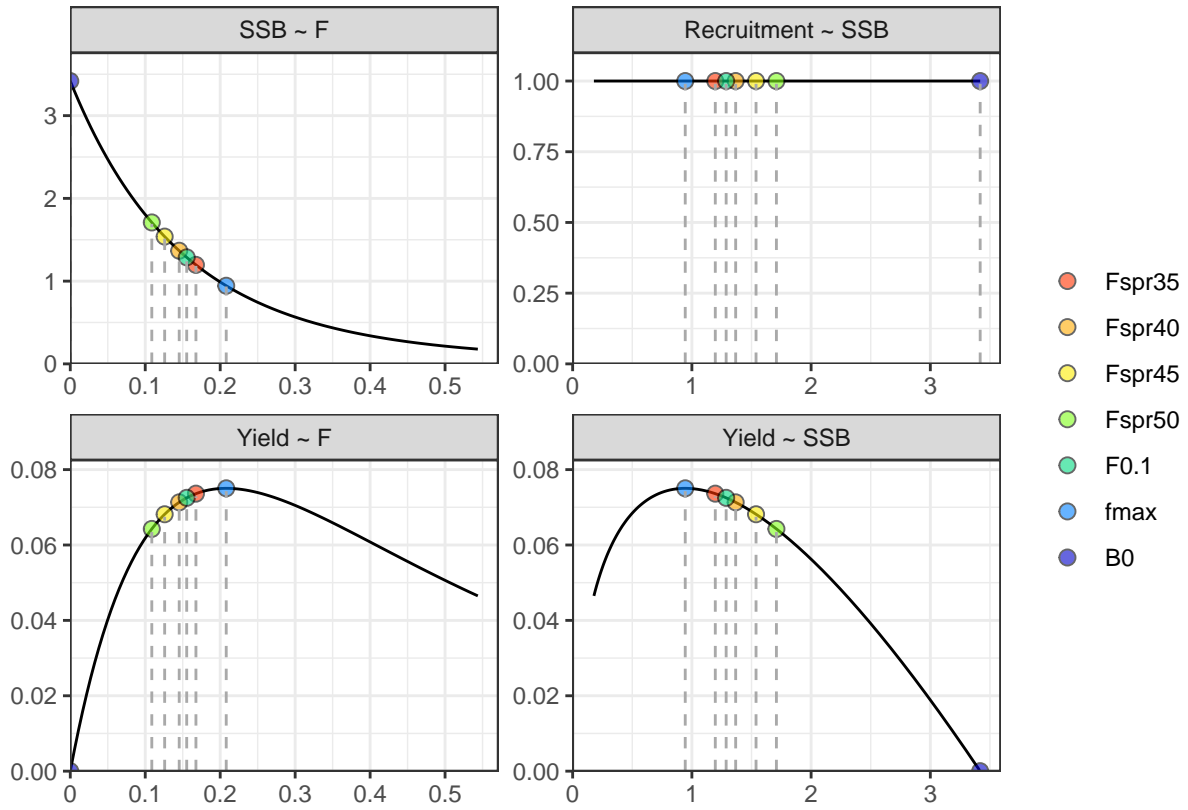 SSB ~ F
Recruitment ~ SSB
3
2
1
0
0 0.1 0.2 0.3 0.4 0.5
1.00
0.75
0.50
0.25
0.00
0 1 2 3
Yield ~ F
Yield ~ SSB
0.08
0.06
0.04
0.02
0.00
0 0.1 0.2 0.3 0.4 0.5
0.08
0.06
0.04
0.02
0.00
0 1 2 3
Fspr35
Fspr40
Fspr45
Fspr50
F0.1
fmax
B0